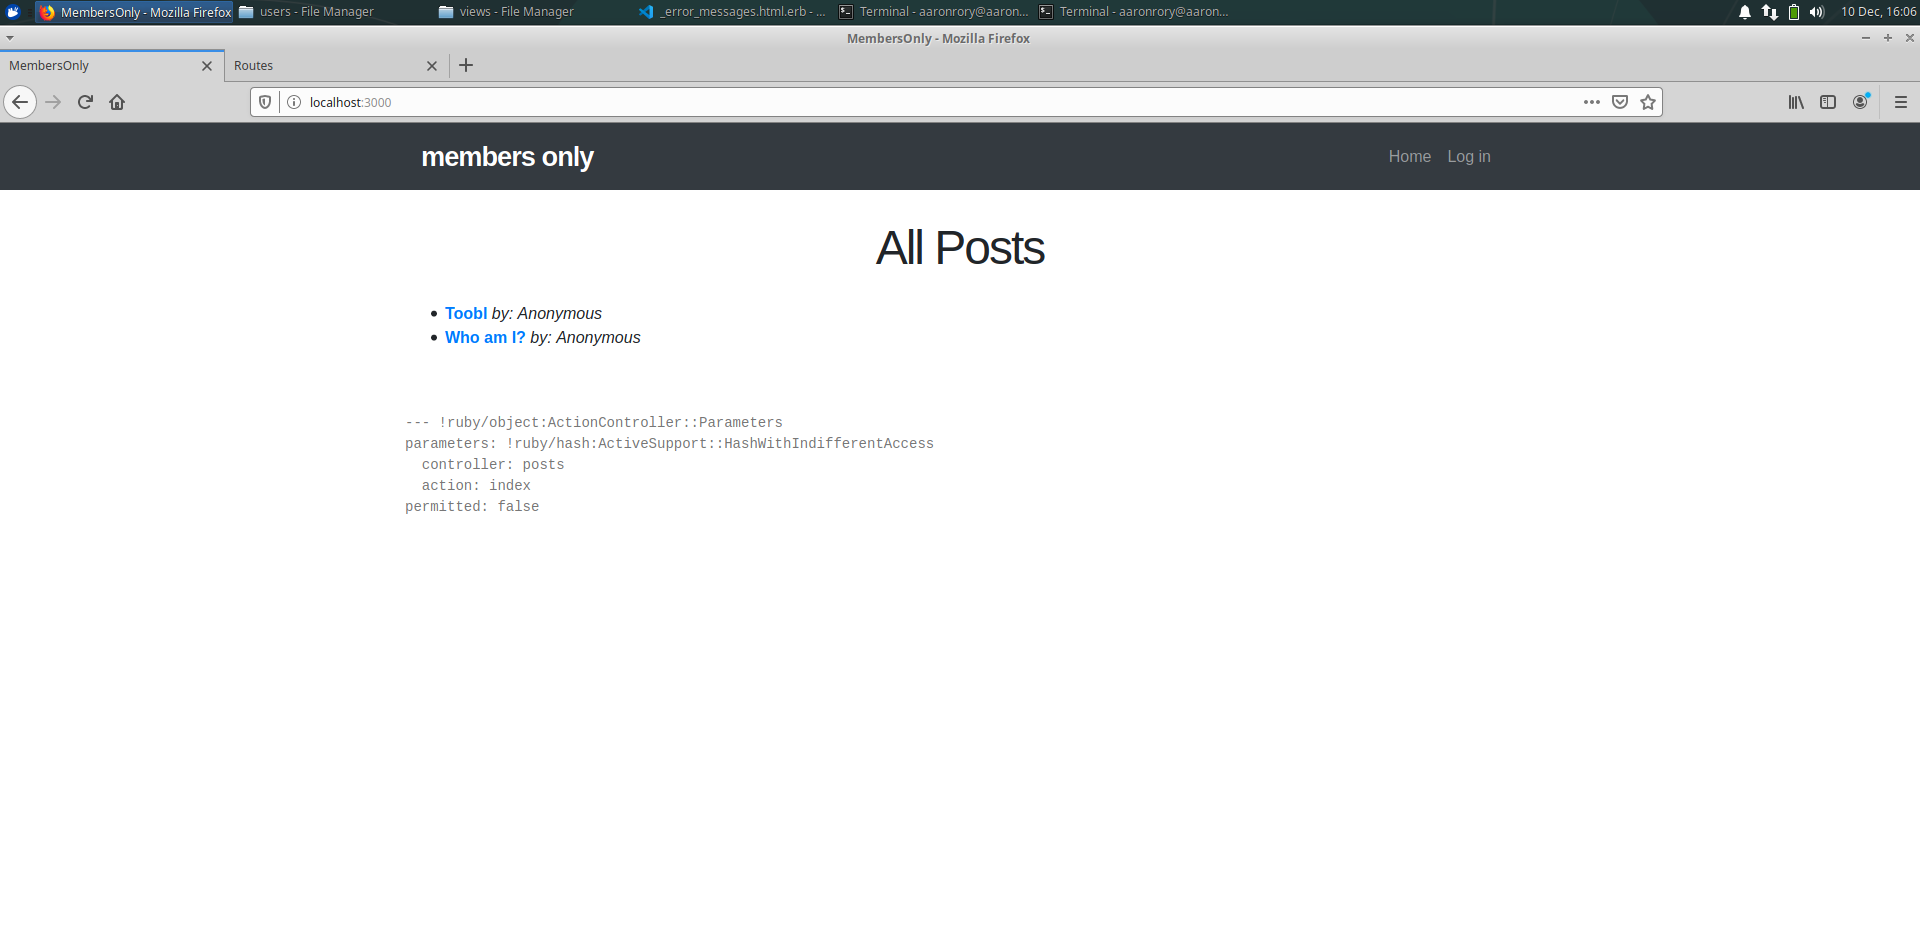 MembersOnly - Mozilla Firefox
users - File Manager
views - File Manager
_error_messages.html.erb - ...
Terminal - aaronrory@aaron...
Terminal - aaronrory@aaron...
10 Dec, 16:06
MembersOnly - Mozilla Firefox
MembersOnly
Routes
localhost:3000
members only
Home
Log in
All Posts
Toobl by: Anonymous
Who am I? by: Anonymous
--- !ruby/object:ActionController::Parameters
parameters: !ruby/hash:ActiveSupport::HashWithIndifferentAccess
  controller: posts
  action: index
permitted: false